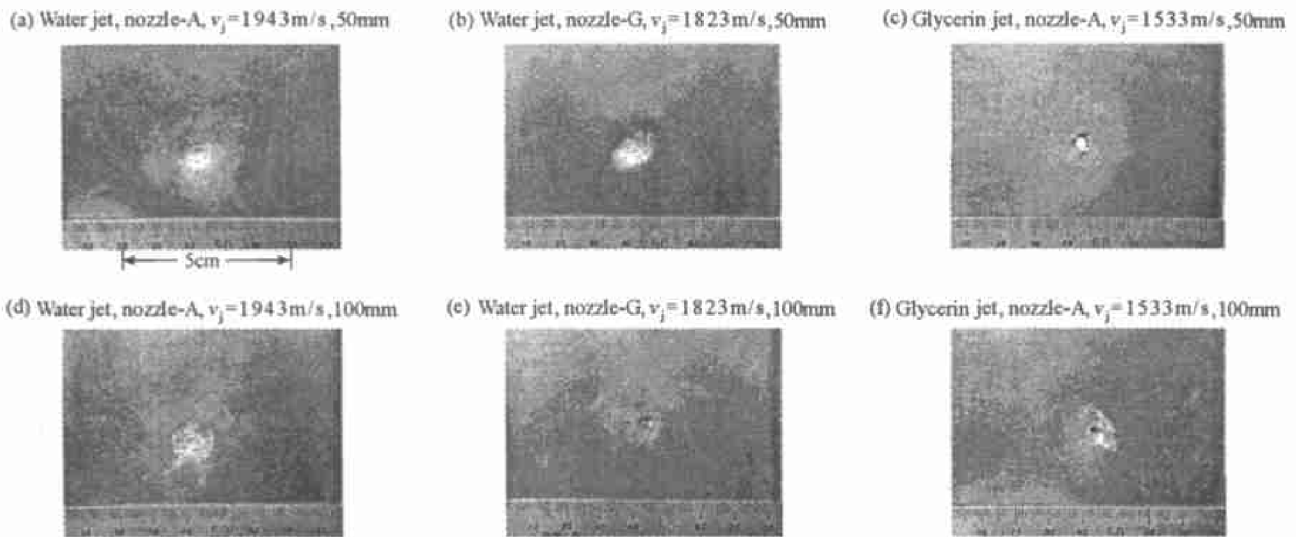 (a) Water jet, nozzle-A, vj=1943m/s,50mm
(b) Water jet, nozzle-G, vj=1823m/s,50mm
(c) Glycerin jet, nozzle-A, vj=1533m/s,50mm
5cm
(d) Water jet, nozzle-A, vj=1943m/s,100mm
(e) Water jet, nozzle-G, vj=1823m/s,100mm
(f) Glycerin jet, nozzle-A, vj=1533m/s,100mm